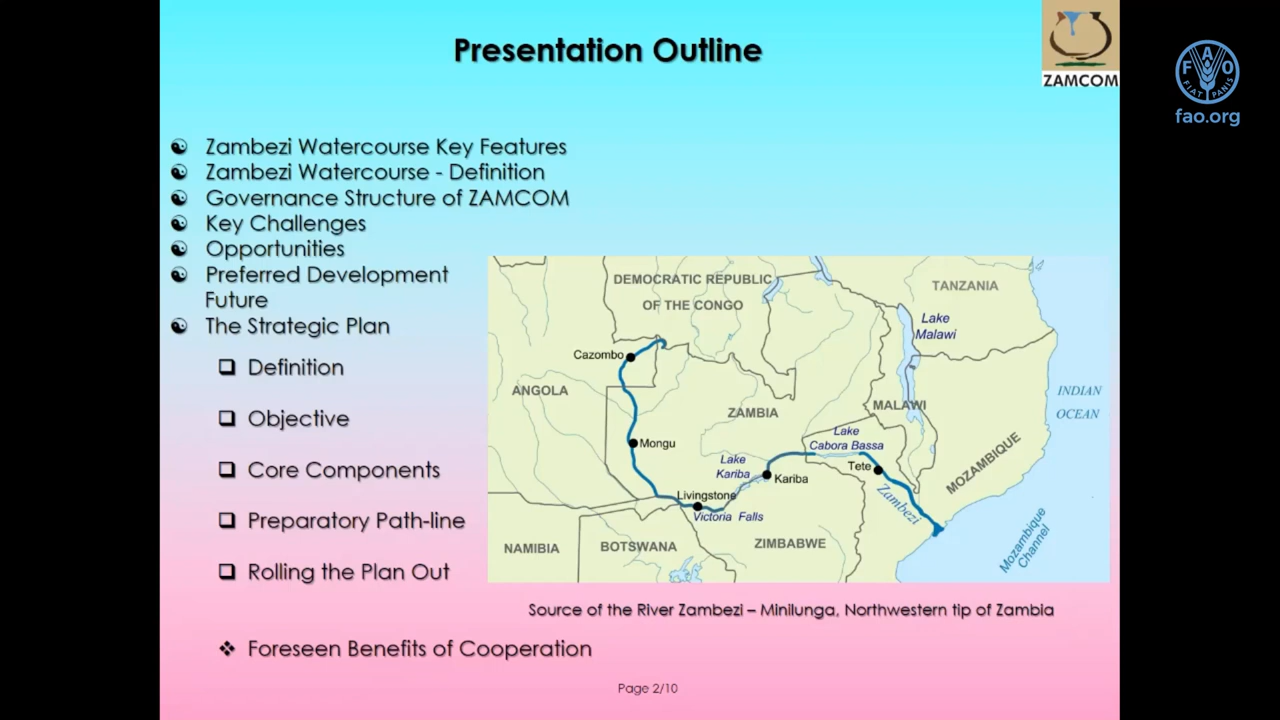 Presentation Outline
ZAMCOM
F A O
FIAT PANIS
fao.org
Zambezi Watercourse Key Features
Zambezi Watercourse - Definition
Governance Structure of ZAMCOM
Key Challenges
Opportunities
Preferred Development
Future
The Strategic Plan
Definition
Objective
Core Components
Preparatory Path-line
Rolling the Plan Out
Foreseen Benefits of Cooperation
DEMOCRATIC REPUBLIC
OF THE CONGO
TANZANIA
Lake
Malawi
Cazombo
ANGOLA
INDIAN
OCEAN
ZAMBIA
MALAWI
Lake
Cabora Bassa
Mongu
Lake
Kariba
Kariba
Tete
MOZAMBIQUE
Livingstone
Victoria Falls
Zambezi
NAMIBIA
BOTSWANA
ZIMBABWE
Mozambique
Channel
Source of the River Zambezi – Minilunga, Northwestern tip of Zambia
Page 2/10